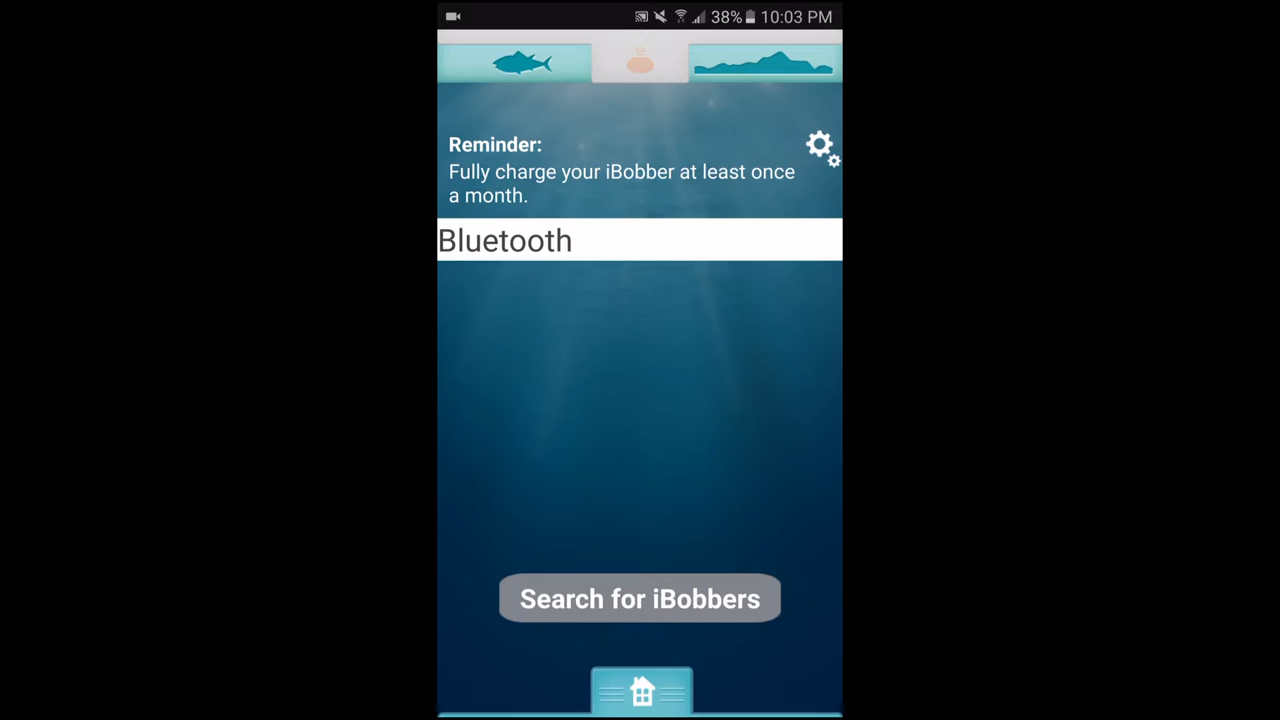 38% 10:03 PM
Reminder:
Fully charge your iBobber at least once
a month.
Bluetooth
Search for iBobbers